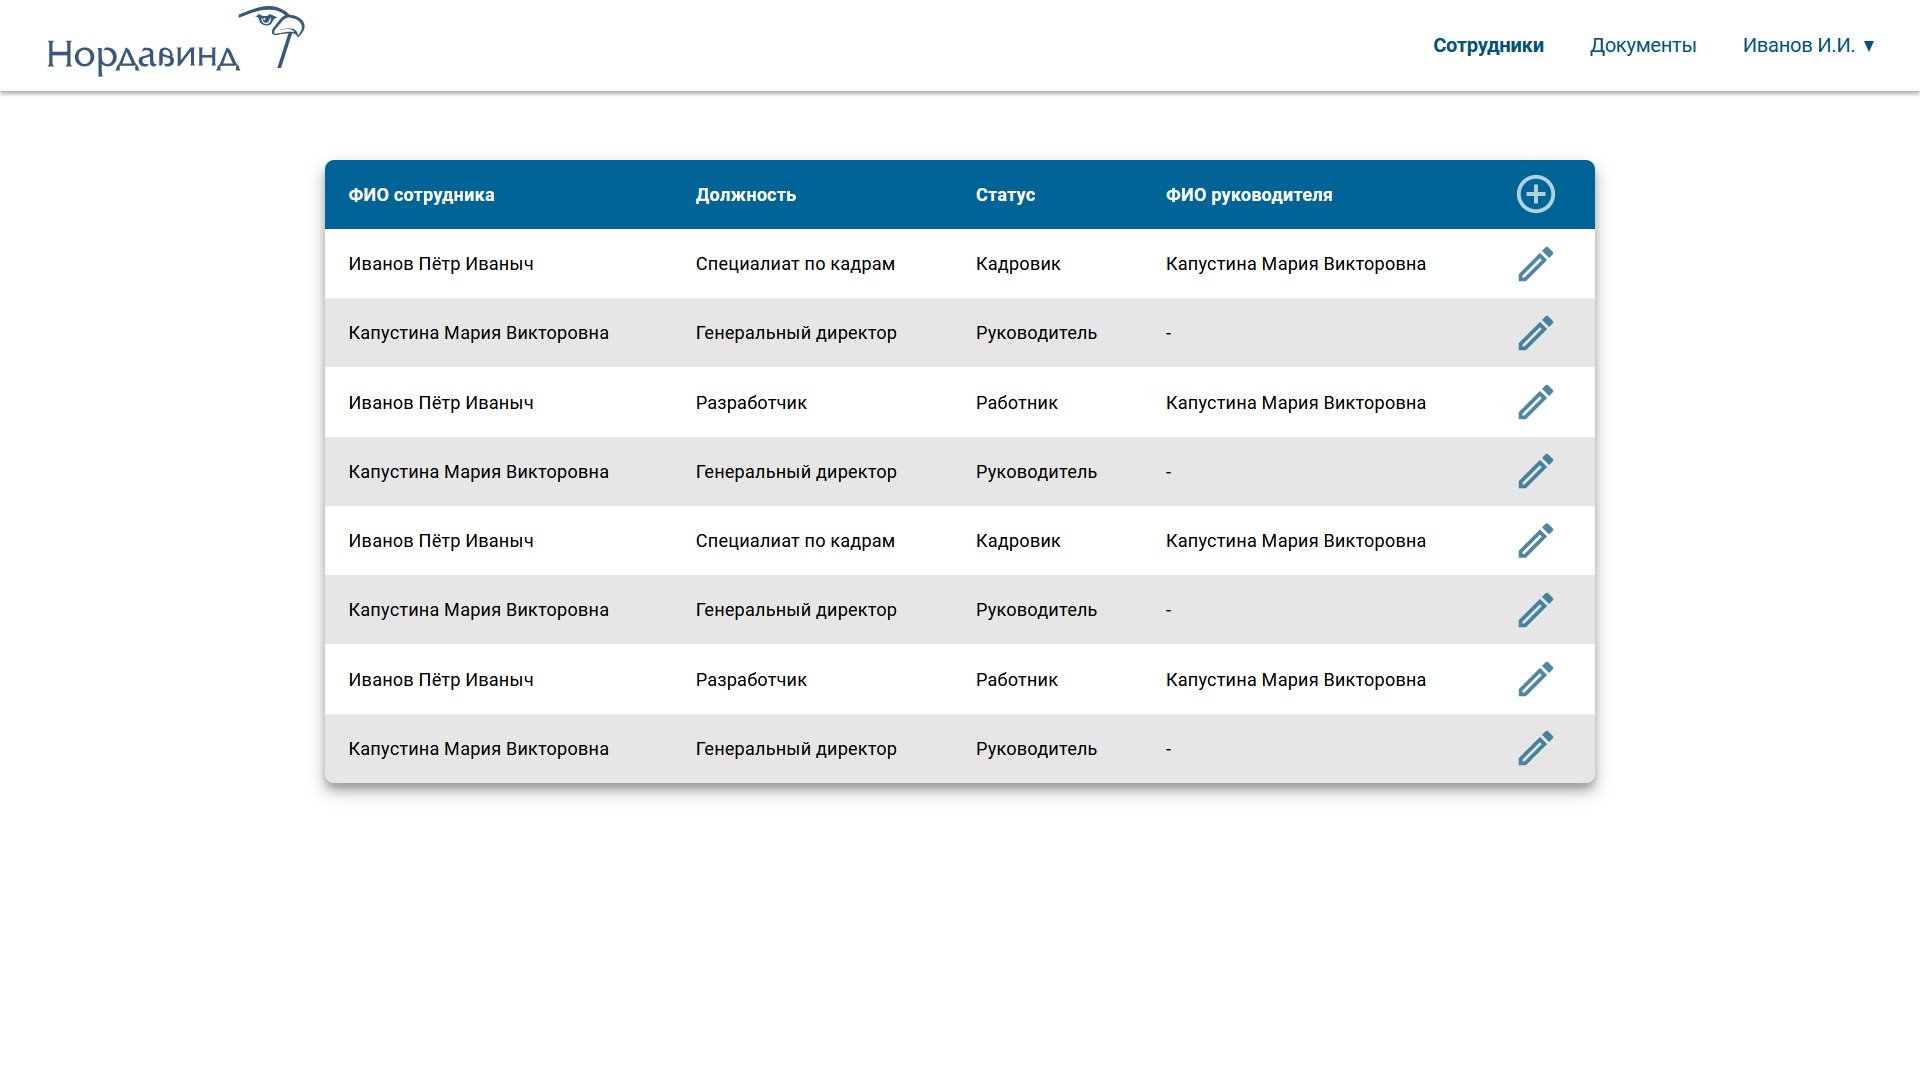 Нордавинд
Сотрудники Документы Иванов И.И. ▼
ФИО сотрудника Должность Статус ФИО руководителя
Иванов Пётр Иваныч Специалиат по кадрам Кадровик Капустина Мария Викторовна
Капустина Мария Викторовна Генеральный директор Руководитель -
Иванов Пётр Иваныч Разработчик Работник Капустина Мария Викторовна
Капустина Мария Викторовна Генеральный директор Руководитель -
Иванов Пётр Иваныч Специалиат по кадрам Кадровик Капустина Мария Викторовна
Капустина Мария Викторовна Генеральный директор Руководитель -
Иванов Пётр Иваныч Разработчик Работник Капустина Мария Викторовна
Капустина Мария Викторовна Генеральный директор Руководитель -